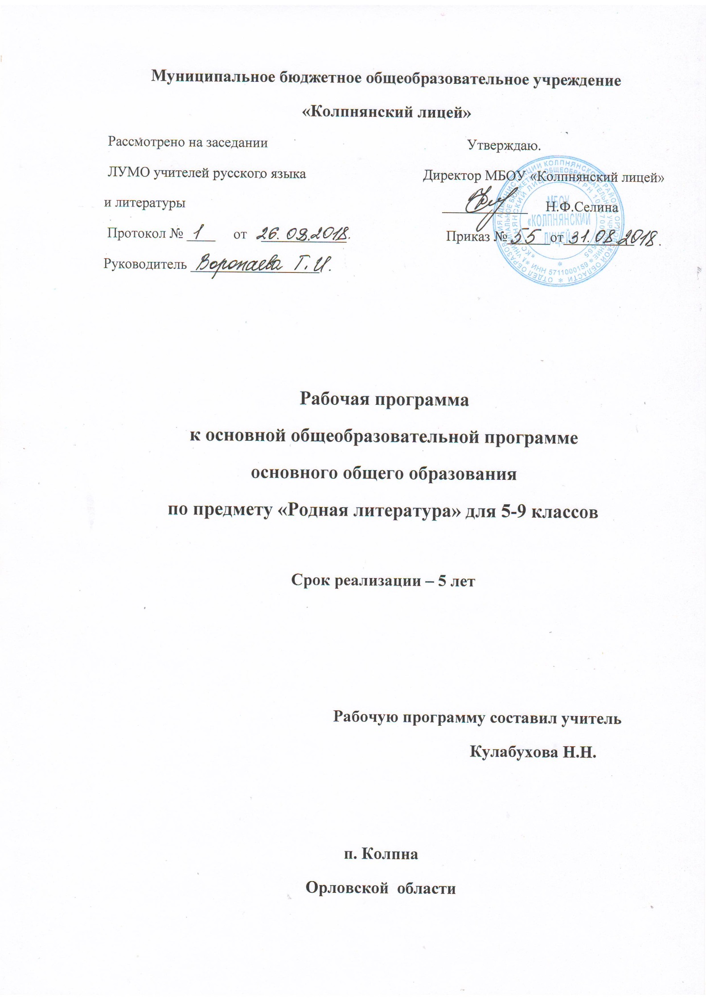 Муниципальное бюджетное общеобразовательное учреждение
«Колпнянский лицей»
Рассмотрено на заседании
ЛУМО учителей русского языка
и литературы
Протокол № 1 от 26.08.2018.
Руководитель Воропаева Г.И.
Утверждаю.
Директор МБОУ «Колпнянский лицей»
Н.Ф.Селина
Приказ № 55 от 31.08.2018.
МБОУ
«КОЛПНЯНСКИЙ
ЛИЦЕЙ»
ИНН 5711000159
Рабочая программа
к основной общеобразовательной программе
основного общего образования
по предмету «Родная литература» для 5-9 классов
Срок реализации – 5 лет
Рабочую программу составил учитель
Кулабухова Н.Н.
п. Колпна
Орловской области